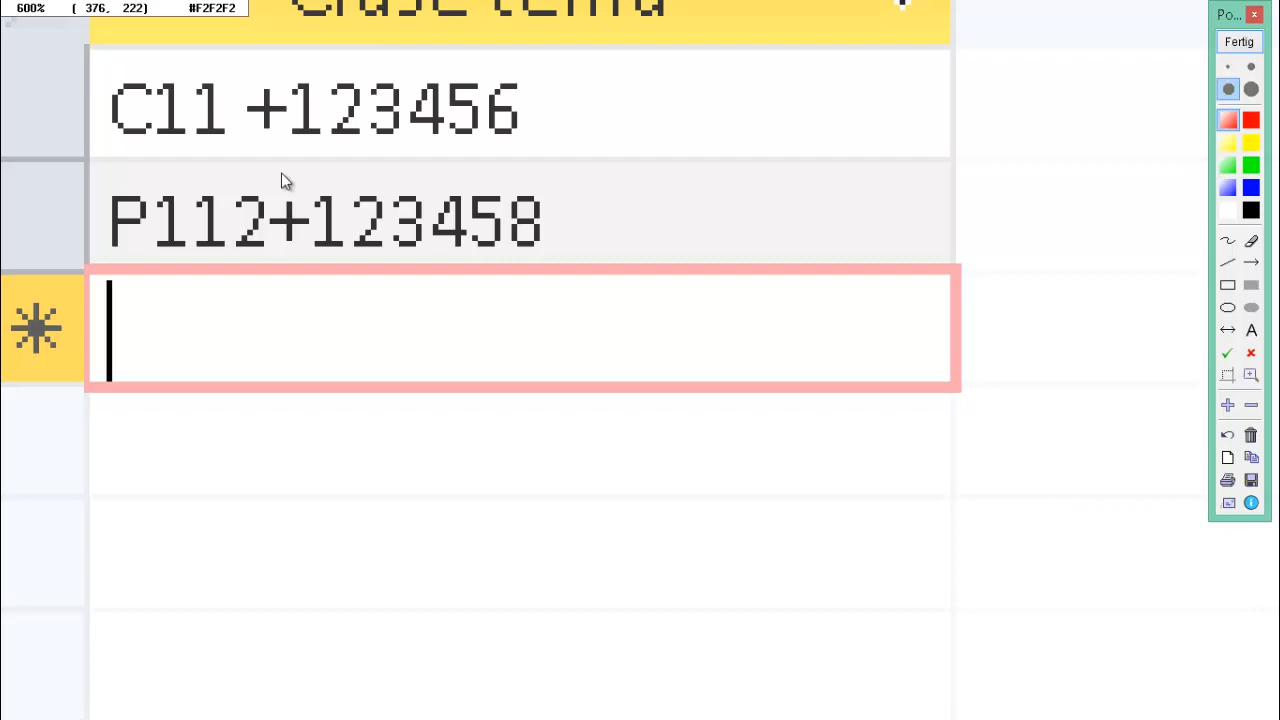 600% ( 376, 222) #F2F2F2
C11 +123456
P112+123458
Po...
Fertig
A